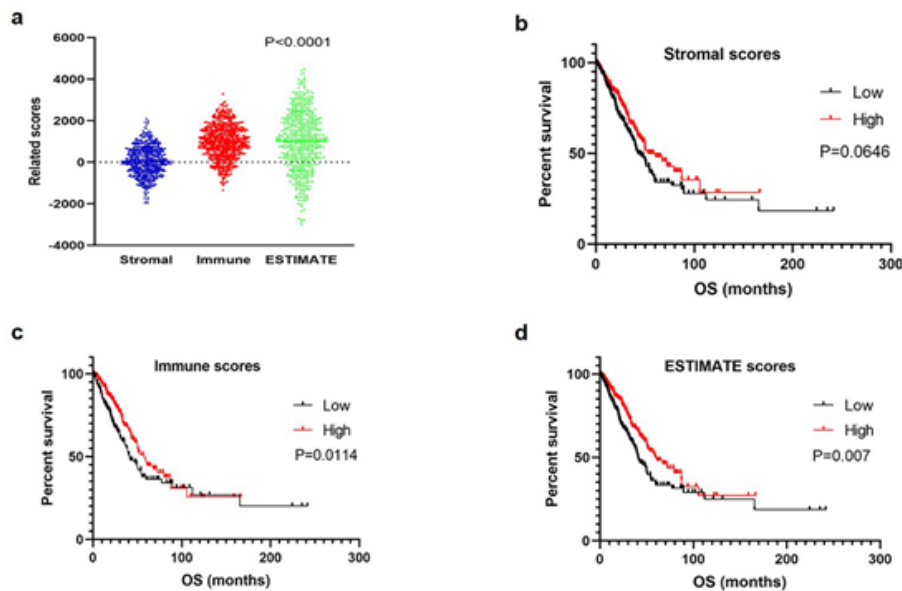 a
P<0.0001
Related scores
6000
4000
2000
0
-2000
-4000
Stromal Immune ESTIMATE
b
Stromal scores
Low
High
P=0.0646
Percent survival
100
50
0
0 100 200 300
OS (months)
c
Immune scores
Low
High
P=0.0114
Percent survival
100
50
0
0 100 200 300
OS (months)
d
ESTIMATE scores
Low
High
P=0.007
Percent survival
100
50
0
0 100 200 300
OS (months)